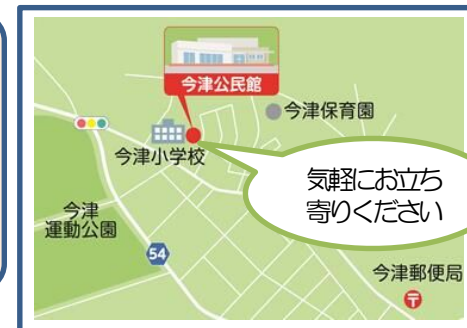 今津公民館
今津保育園
今津小学校
気軽にお立ち
寄りください
今津
運動公園
54
今津郵便局
〒